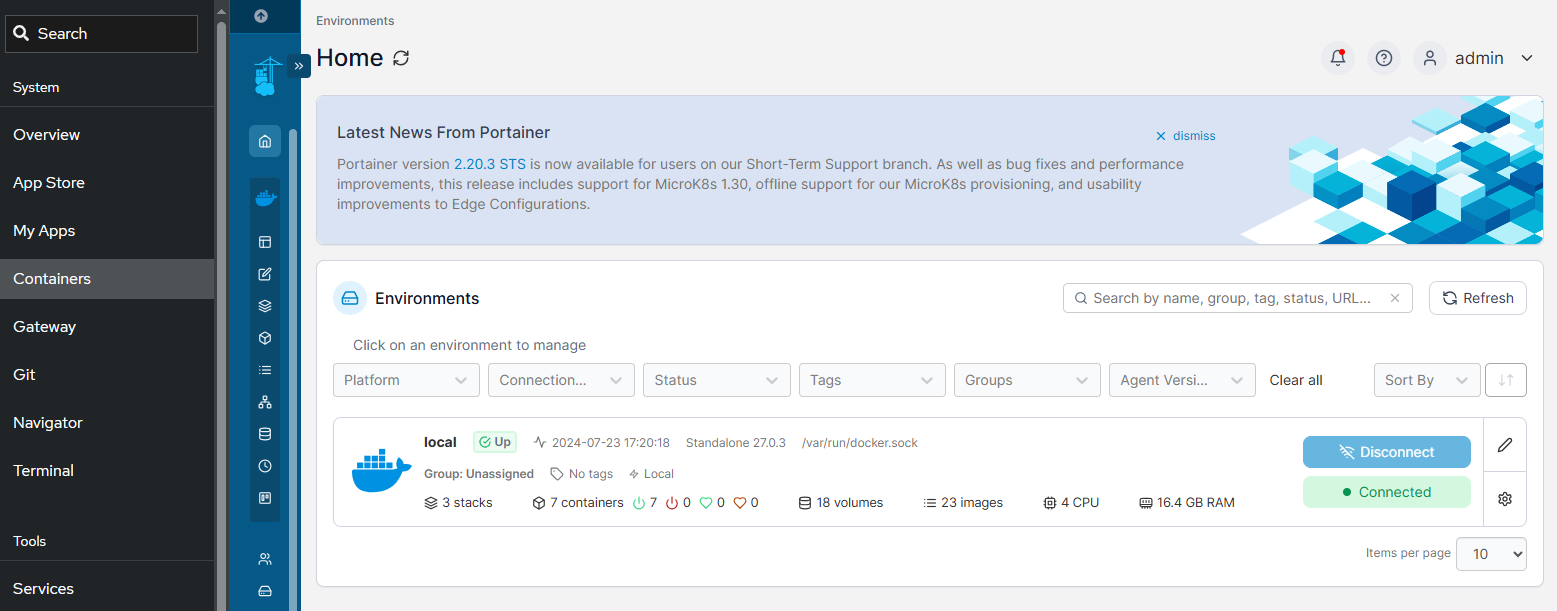 Search
System
Overview
App Store
My Apps
Containers
Gateway
Git
Navigator
Terminal
Tools
Services
Environments
Home
admin
Latest News From Portainer
dismiss
Portainer version 2.20.3 STS is now available for users on our Short-Term Support branch. As well as bug fixes and performance
improvements, this release includes support for MicroK8s 1.30, offline support for our MicroK8s provisioning, and usability
improvements to Edge Configurations.
Environments
Search by name, group, tag, status, URL...
Refresh
Click on an environment to manage
Platform Connection... Status Tags Groups Agent Versi... Clear all Sort By
local Up 2024-07-23 17:20:18 Standalone 27.0.3 /var/run/docker.sock
Group: Unassigned No tags Local
3 stacks 7 containers 7 0 0 0 18 volumes 23 images 4 CPU 16.4 GB RAM
Disconnect
Connected
Items per page 10